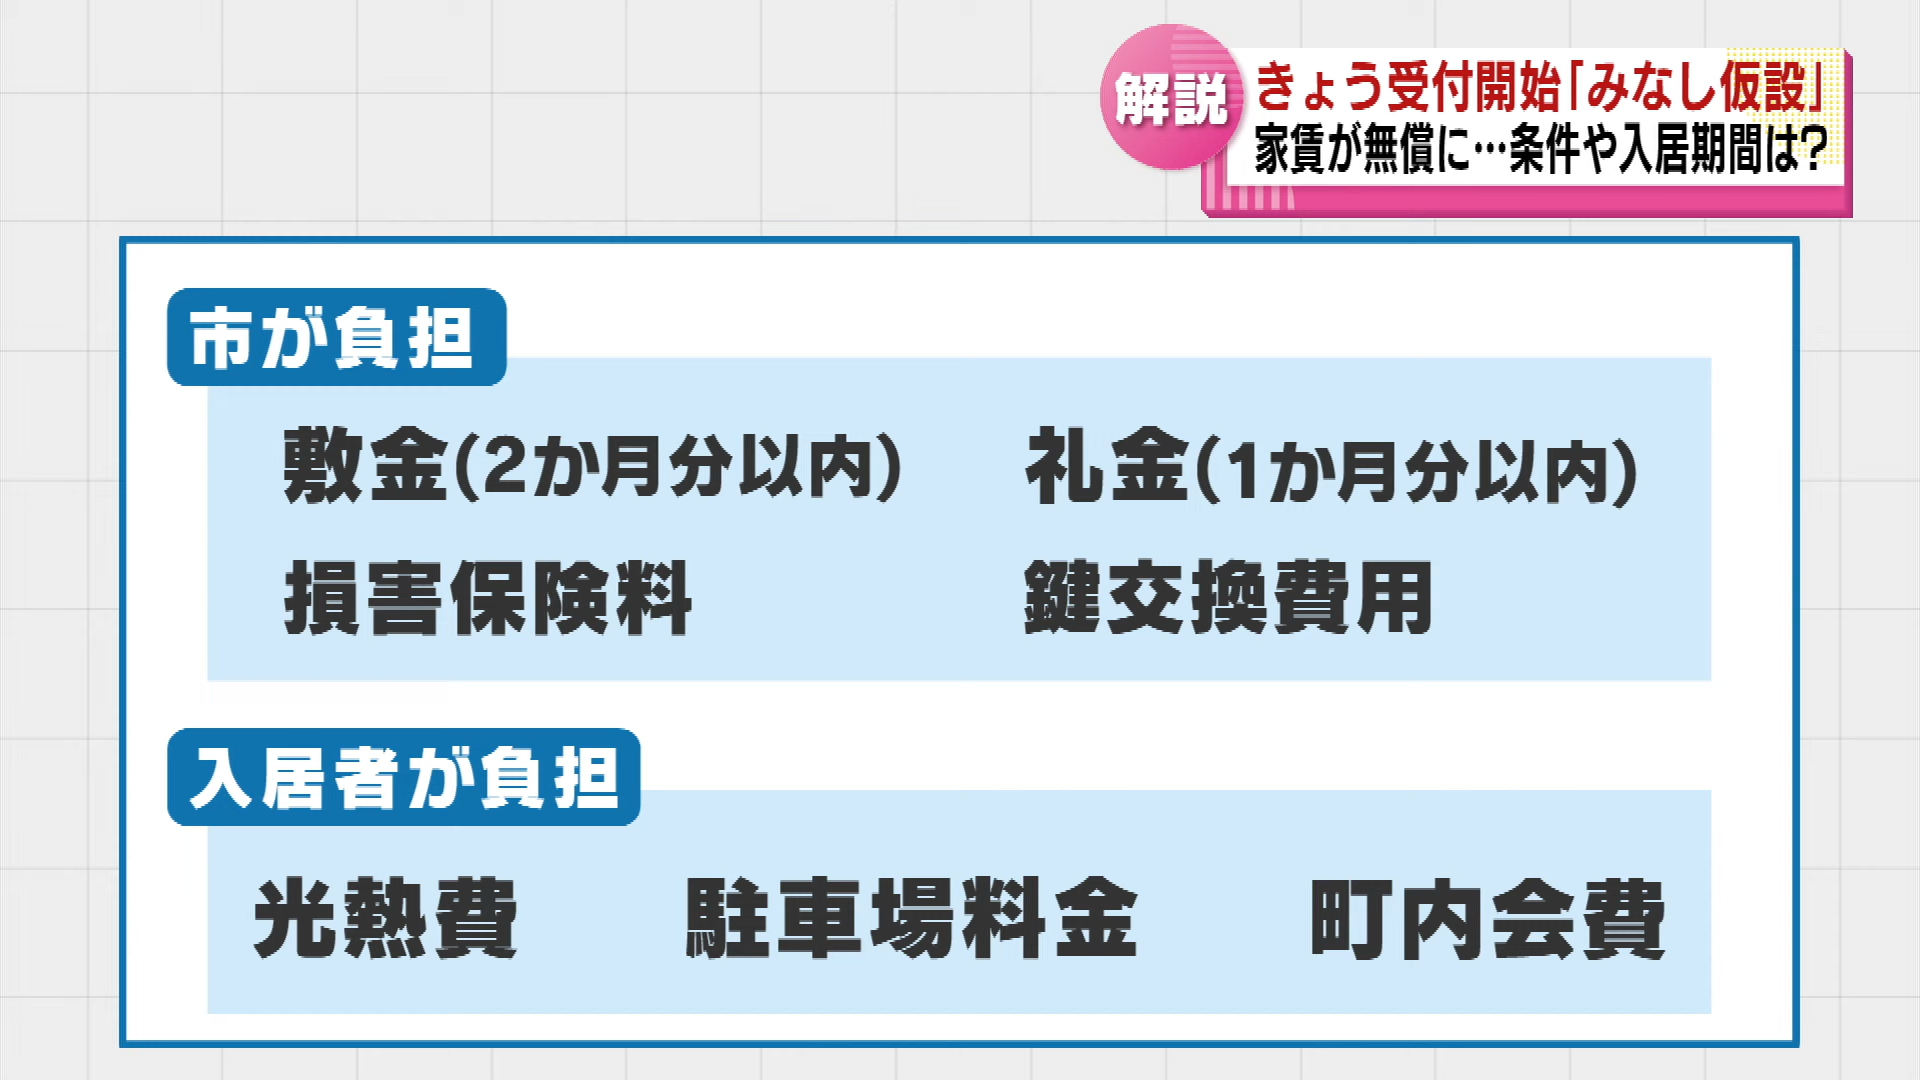 解説
きょう受付開始「みなし仮設」
家賃が無償に…条件や入居期間は?
市が負担
敷金(2か月分以内) 礼金(1か月分以内)
損害保険料 鍵交換費用
入居者が負担
光熱費 駐車場料金 町内会費